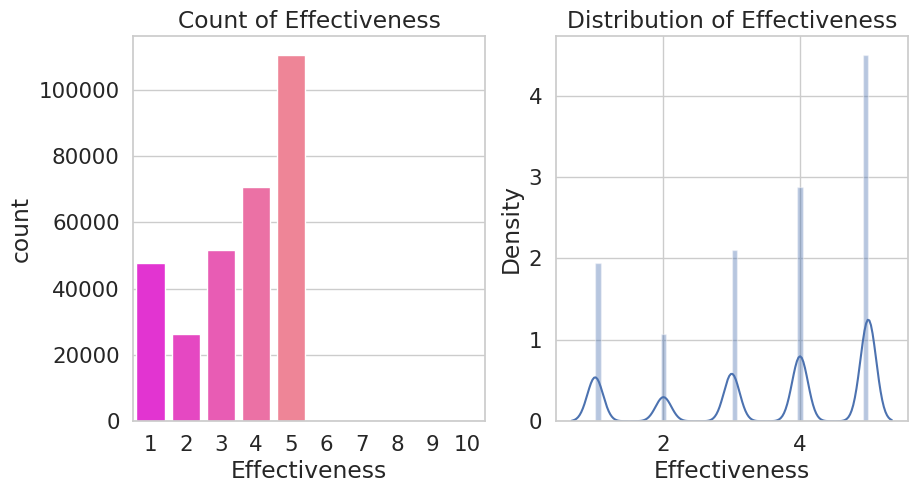 Count of Effectiveness
count
100000
80000
60000
40000
20000
0
1 2 3 4 5 6 7 8 9 10
Effectiveness
Distribution of Effectiveness
Density
4
3
2
1
0
2 4
Effectiveness